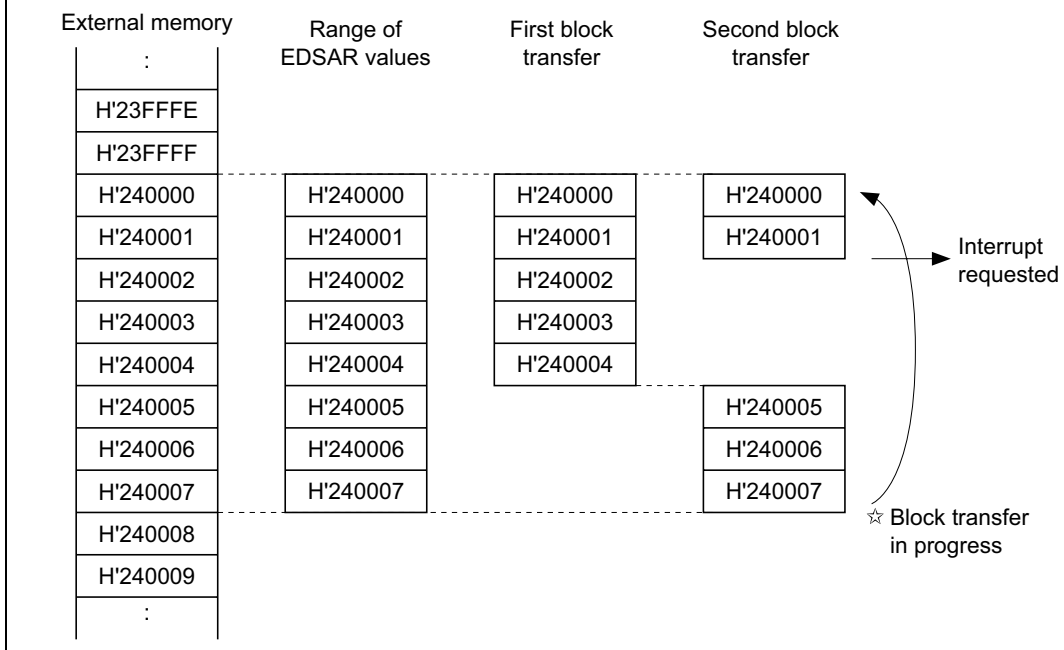 External memory
Range of
EDSAR values
First block
transfer
Second block
transfer
:
H'23FFFE
H'23FFFF
H'240000
H'240001
H'240002
H'240003
H'240004
H'240005
H'240006
H'240007
H'240008
H'240009
:
H'240000
H'240001
H'240002
H'240003
H'240004
H'240005
H'240006
H'240007
H'240000
H'240001
H'240002
H'240003
H'240004
H'240000
H'240001
H'240005
H'240006
H'240007
Interrupt
requested
☆ Block transfer
in progress